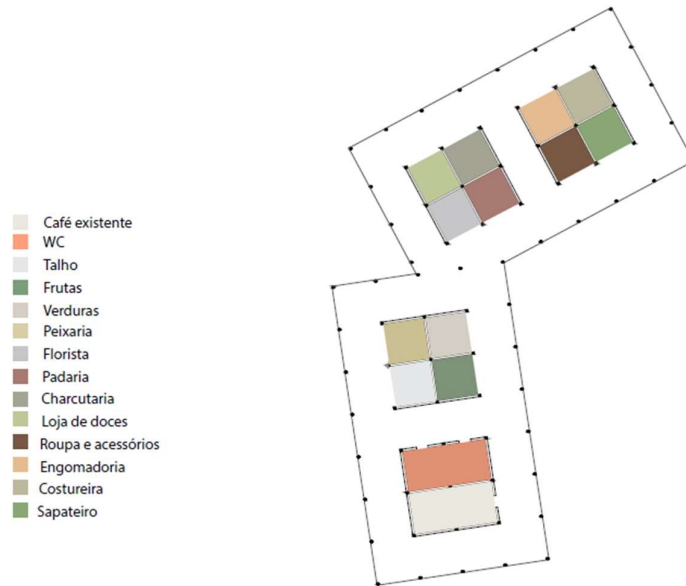 Café existente
WC
Talho
Frutas
Verduras
Peixaria
Florista
Padaria
Charcutaria
Loja de doces
Roupa e acessórios
Engomadoria
Costureira
Sapateiro